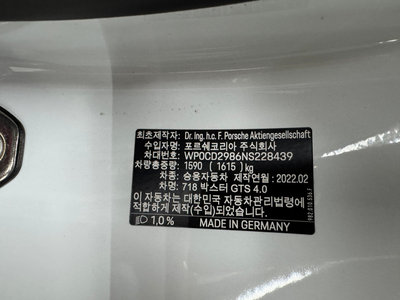 최초제작자: Dr. Ing. h.c. F. Porsche Aktiengesellschaft
수입자명: 포르쉐코리아 주식회사
차대번호: WP0CD2986NS228439
차량총중량: 1590 ( 1615 ) kg
차종: 승용자동차 제작연월: 2022.02
차명: 718 박스터 GTS 4.0
이 자동차는 대한민국 자동차관리법령에
적합하게 제작(수입)되었습니다.
1,0% MADE IN GERMANY